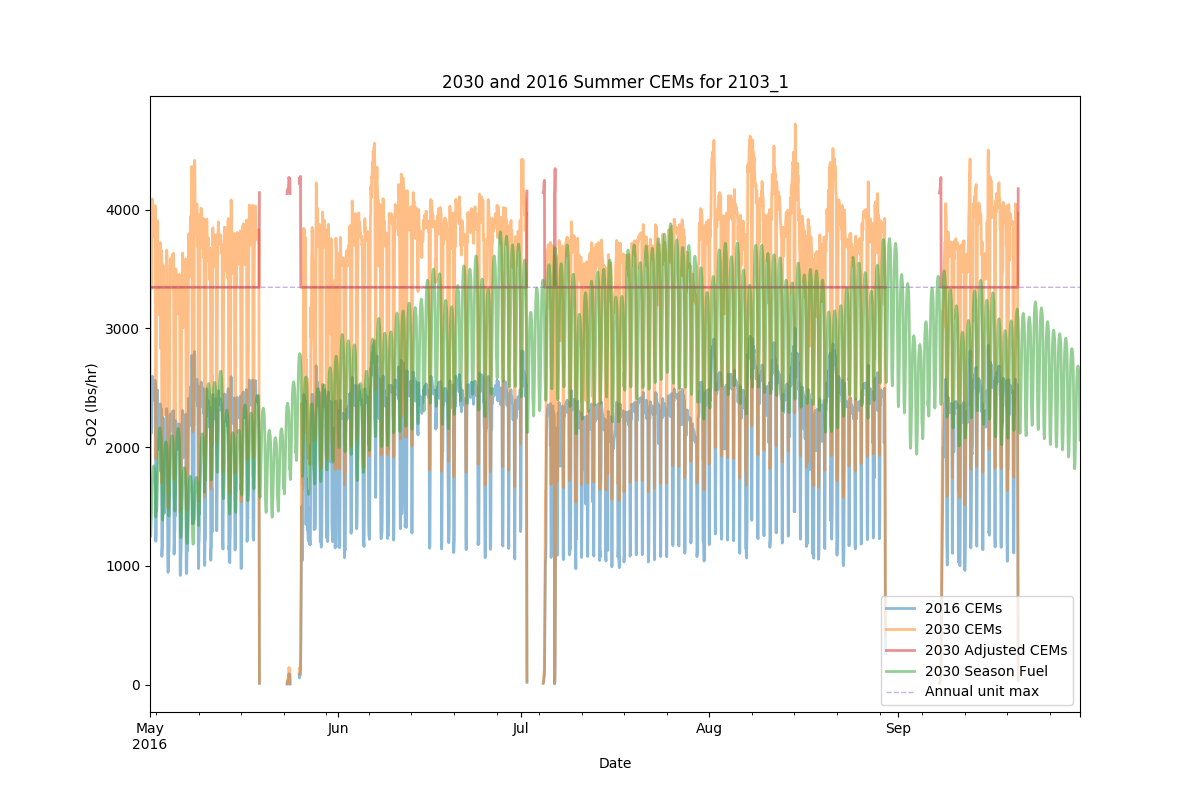 2030 and 2016 Summer CEMs for 2103_1
SO2 (lbs/hr)
4000
3000
2000
1000
0
May
2016
Jun
Jul
Aug
Sep
Date
2016 CEMs
2030 CEMs
2030 Adjusted CEMs
2030 Season Fuel
Annual unit max